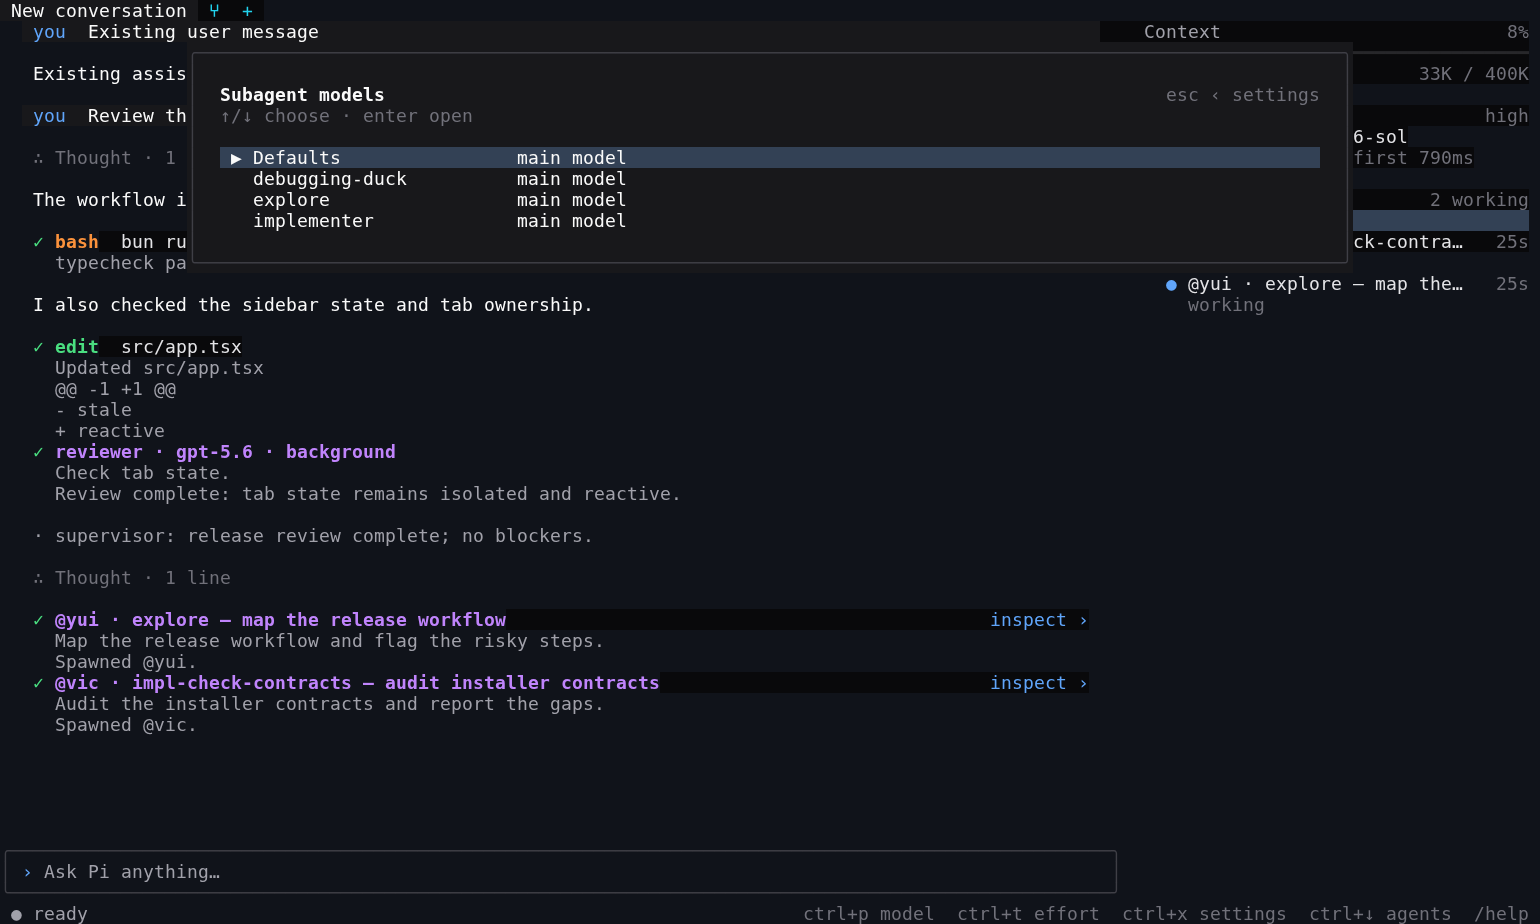 New conversation ⑂ +
you Existing user message
Context 8%
Existing assis
33K / 400K
Subagent models esc ‹ settings
↑/↓ choose · enter open
you Review th
high
6-sol
∴ Thought · 1
first 790ms
▶ Defaults main model
debugging-duck main model
explore main model
implementer main model
The workflow i
2 working
✓ bash bun ru
ck-contra… 25s
typecheck pa
● @yui · explore — map the… 25s
working
I also checked the sidebar state and tab ownership.
✓ edit src/app.tsx
Updated src/app.tsx
@@ -1 +1 @@
- stale
+ reactive
✓ reviewer · gpt-5.6 · background
Check tab state.
Review complete: tab state remains isolated and reactive.
· supervisor: release review complete; no blockers.
∴ Thought · 1 line
✓ @yui · explore — map the release workflow inspect ›
Map the release workflow and flag the risky steps.
Spawned @yui.
✓ @vic · impl-check-contracts — audit installer contracts inspect ›
Audit the installer contracts and report the gaps.
Spawned @vic.
› Ask Pi anything…
● ready ctrl+p model ctrl+t effort ctrl+x settings ctrl+↓ agents /help